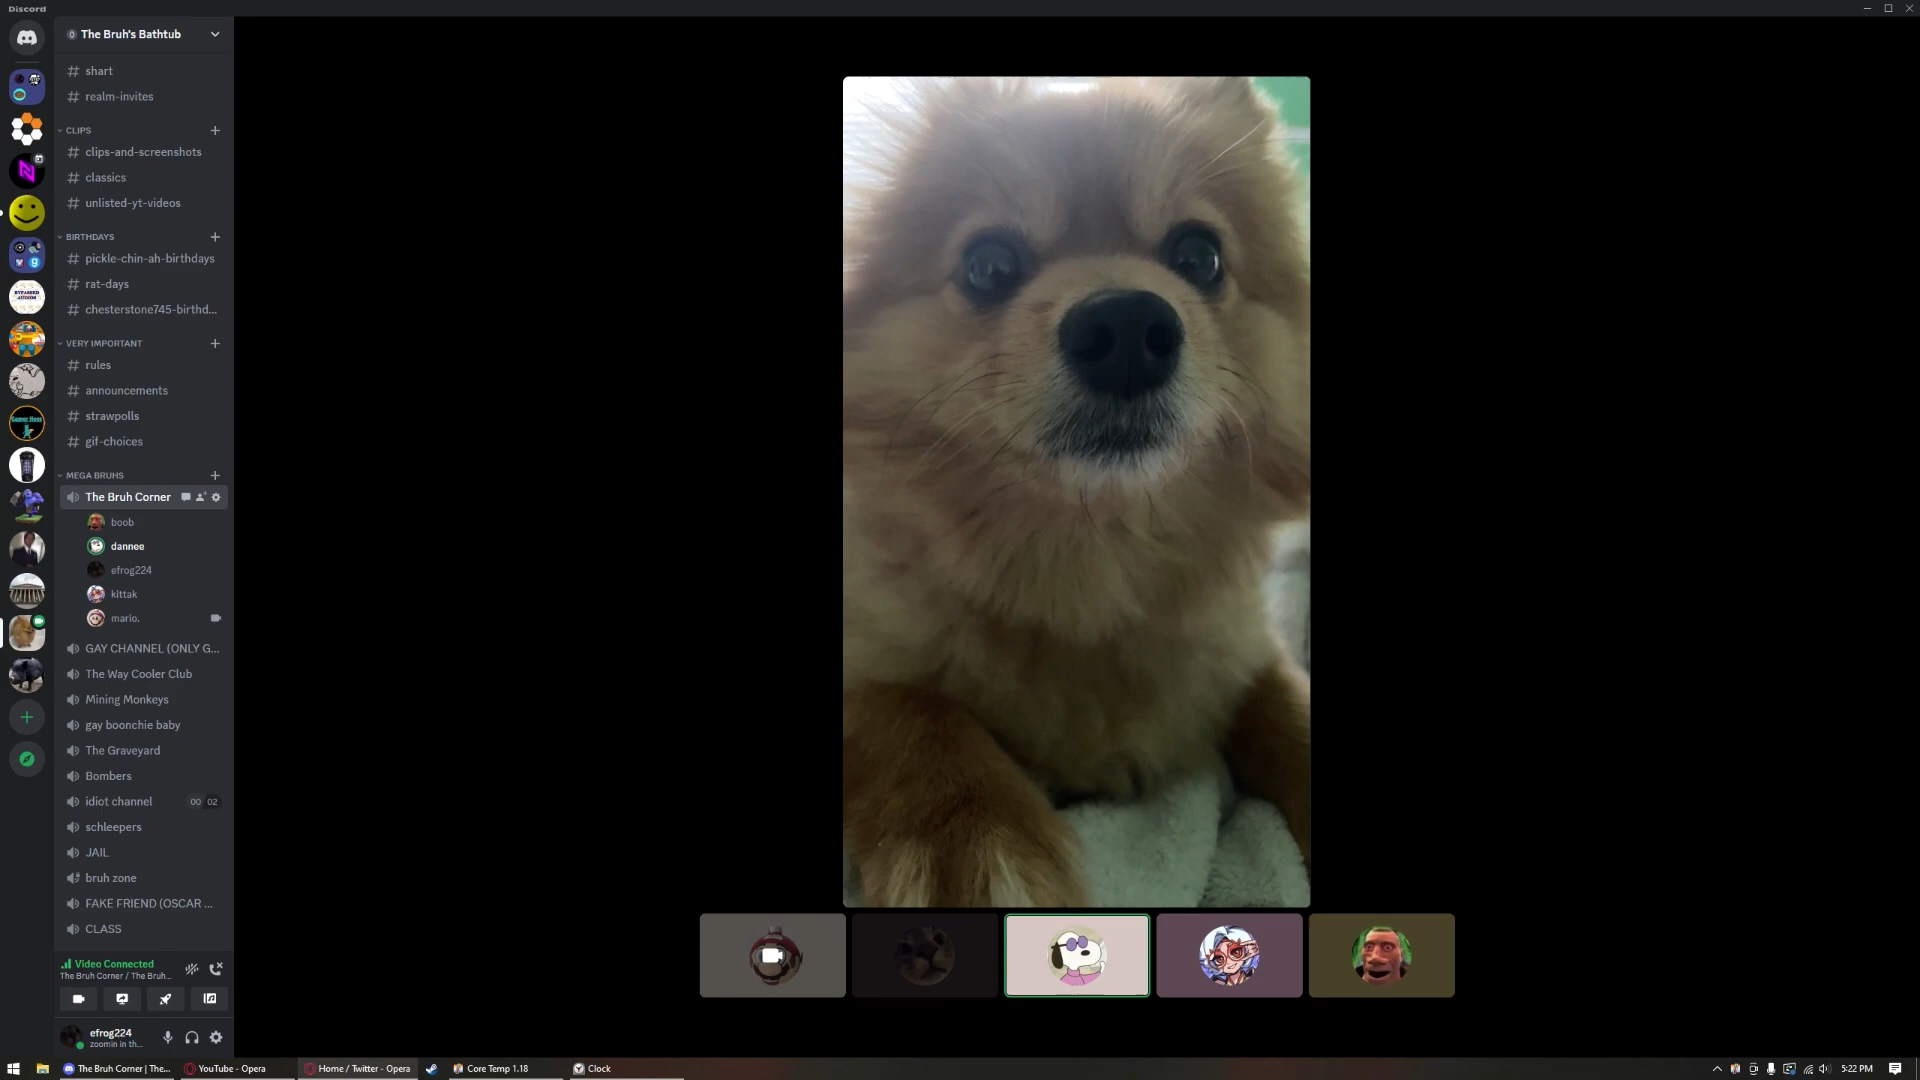 Discord
The Bruh's Bathtub
shart
realm-invites
CLIPS
clips-and-screenshots
classics
unlisted-yt-videos
BIRTHDAYS
pickle-chin-ah-birthdays
rat-days
chesterstone745-birthd...
VERY IMPORTANT
rules
announcements
strawpolls
gif-choices
MEGA BRUHS
The Bruh Corner
boob
dannee
efrog224
kittak
mario.
GAY CHANNEL (ONLY G...
The Way Cooler Club
Mining Monkeys
gay boonchie baby
The Graveyard
Bombers
idiot channel 00 02
schleepers
JAIL
bruh zone
FAKE FRIEND (OSCAR ...
CLASS
Video Connected
The Bruh Corner / The Bruh...
efrog224
zoomin in th...
The Bruh Corner | The... YouTube - Opera Home / Twitter - Opera Core Temp 1.18 Clock 5:22 PM